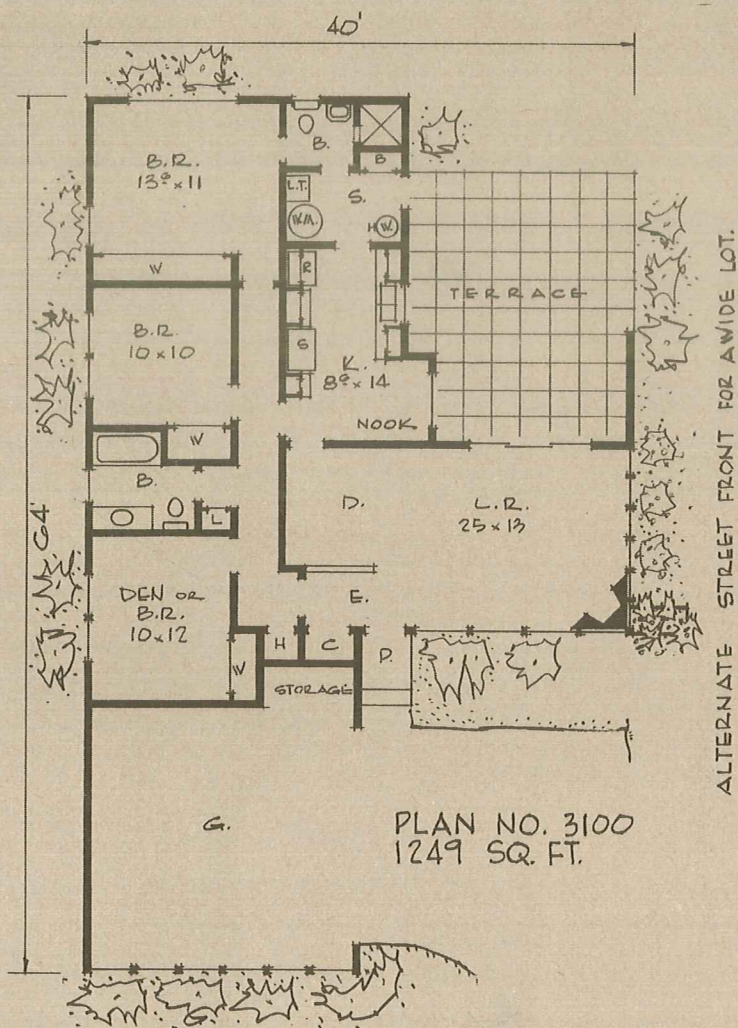 40'
B.
B.R.
13⁶ x 11
B
L.T.
S.
W.M.
H.W.
W
R
TERRACE
B.R.
10 x 10
S
K.
8⁶ x 14
NOOK
W
B.
D.
L.R.
25 x 13
L
64'
DEN OR
B.R.
10 x 12
E.
H
C
P.
W
STORAGE
G.
PLAN NO. 3100
1249 SQ. FT.
ALTERNATE STREET FRONT FOR A WIDE LOT.